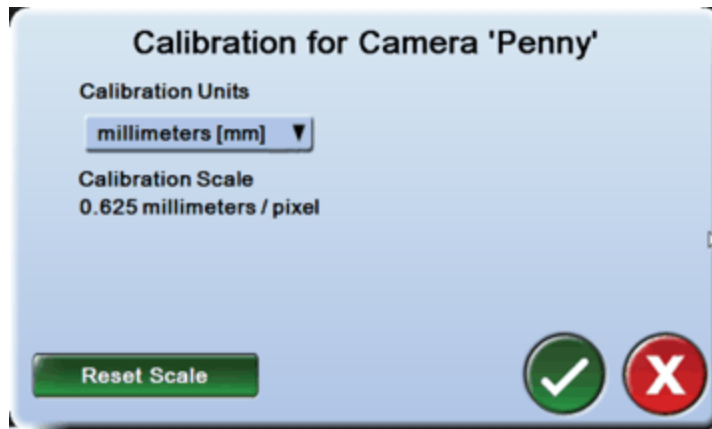 Calibration for Camera 'Penny'
Calibration Units
millimeters [mm]
Calibration Scale
0.625 millimeters / pixel
Reset Scale